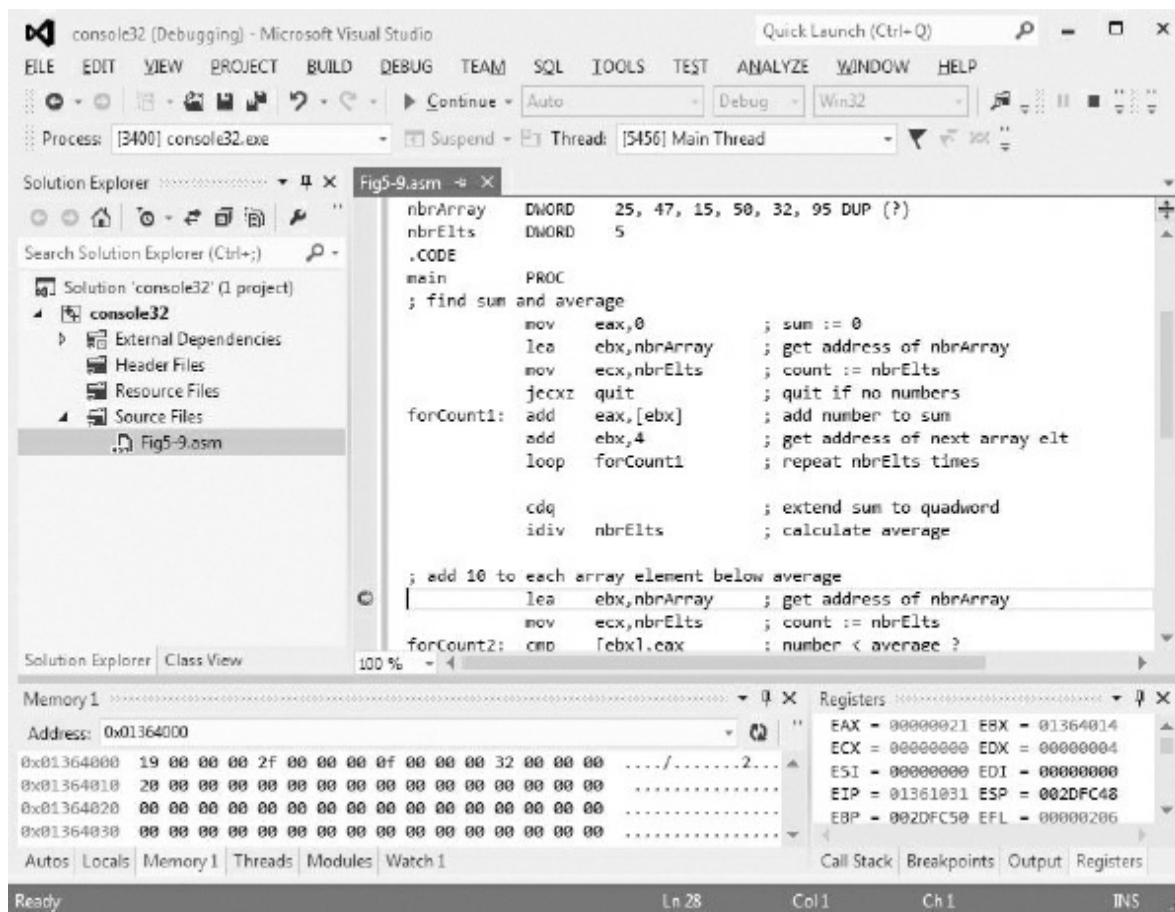 console32 (Debugging) - Microsoft Visual Studio
Quick Launch (Ctrl+Q)
FILE EDIT VIEW PROJECT BUILD DEBUG TEAM SQL TOOLS TEST ANALYZE WINDOW HELP
Continue Auto Debug Win32
Process: [3400] console32.exe Suspend Thread: [5456] Main Thread
Solution Explorer
Search Solution Explorer (Ctrl+;)
Solution 'console32' (1 project)
console32
External Dependencies
Header Files
Resource Files
Source Files
Fig5-9.asm
Solution Explorer Class View
Fig5-9.asm
nbrArray DWORD 25, 47, 15, 50, 32, 95 DUP (?)
nbrElts DWORD 5
.CODE
main PROC
; find sum and average
mov eax,0 ; sum := 0
lea ebx,nbrArray ; get address of nbrArray
mov ecx,nbrElts ; count := nbrElts
jecxz quit ; quit if no numbers
forCount1: add eax,[ebx] ; add number to sum
add ebx,4 ; get address of next array elt
loop forCount1 ; repeat nbrElts times
cdq ; extend sum to quadword
idiv nbrElts ; calculate average
; add 10 to each array element below average
lea ebx,nbrArray ; get address of nbrArray
mov ecx,nbrElts ; count := nbrElts
forCount2: cmp [ebx],eax ; number < average ?
100 %
Memory 1
Address: 0x01364000
0x01364000 19 00 00 00 2f 00 00 00 0f 00 00 00 32 00 00 00 ..../.......2...
0x01364010 20 00 00 00 00 00 00 00 00 00 00 00 00 00 00 00 ...............
0x01364020 00 00 00 00 00 00 00 00 00 00 00 00 00 00 00 00 ................
0x01364030 00 00 00 00 00 00 00 00 00 00 00 00 00 00 00 00 ................
Autos Locals Memory 1 Threads Modules Watch 1
Registers
EAX = 00000021 EBX = 01364014
ECX = 00000000 EDX = 00000004
ESI = 00000000 EDI = 00000000
EIP = 01361031 ESP = 002DFC48
EBP = 002DFC50 EFL = 00000206
Call Stack Breakpoints Output Registers
Ready Ln 28 Col 1 Ch 1 INS